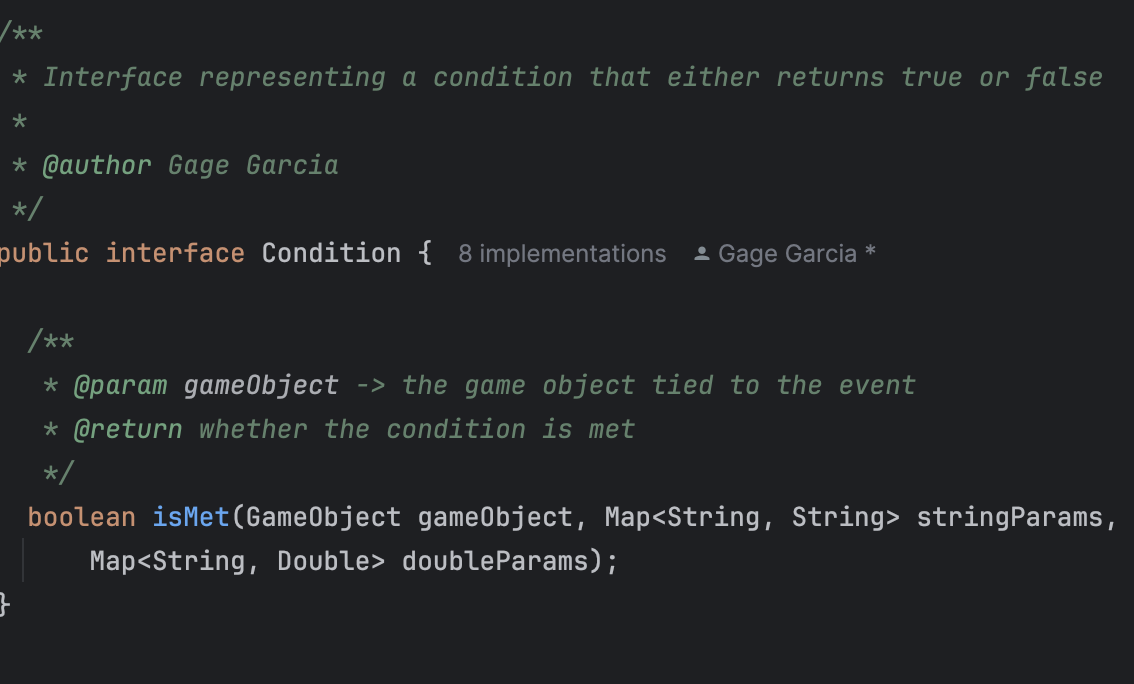 /**
* Interface representing a condition that either returns true or false
*
* @author Gage Garcia
*/
public interface Condition { 8 implementations Gage Garcia *
/**
* @param gameObject -> the game object tied to the event
* @return whether the condition is met
*/
boolean isMet(GameObject gameObject, Map<String, String> stringParams,
Map<String, Double> doubleParams);
}